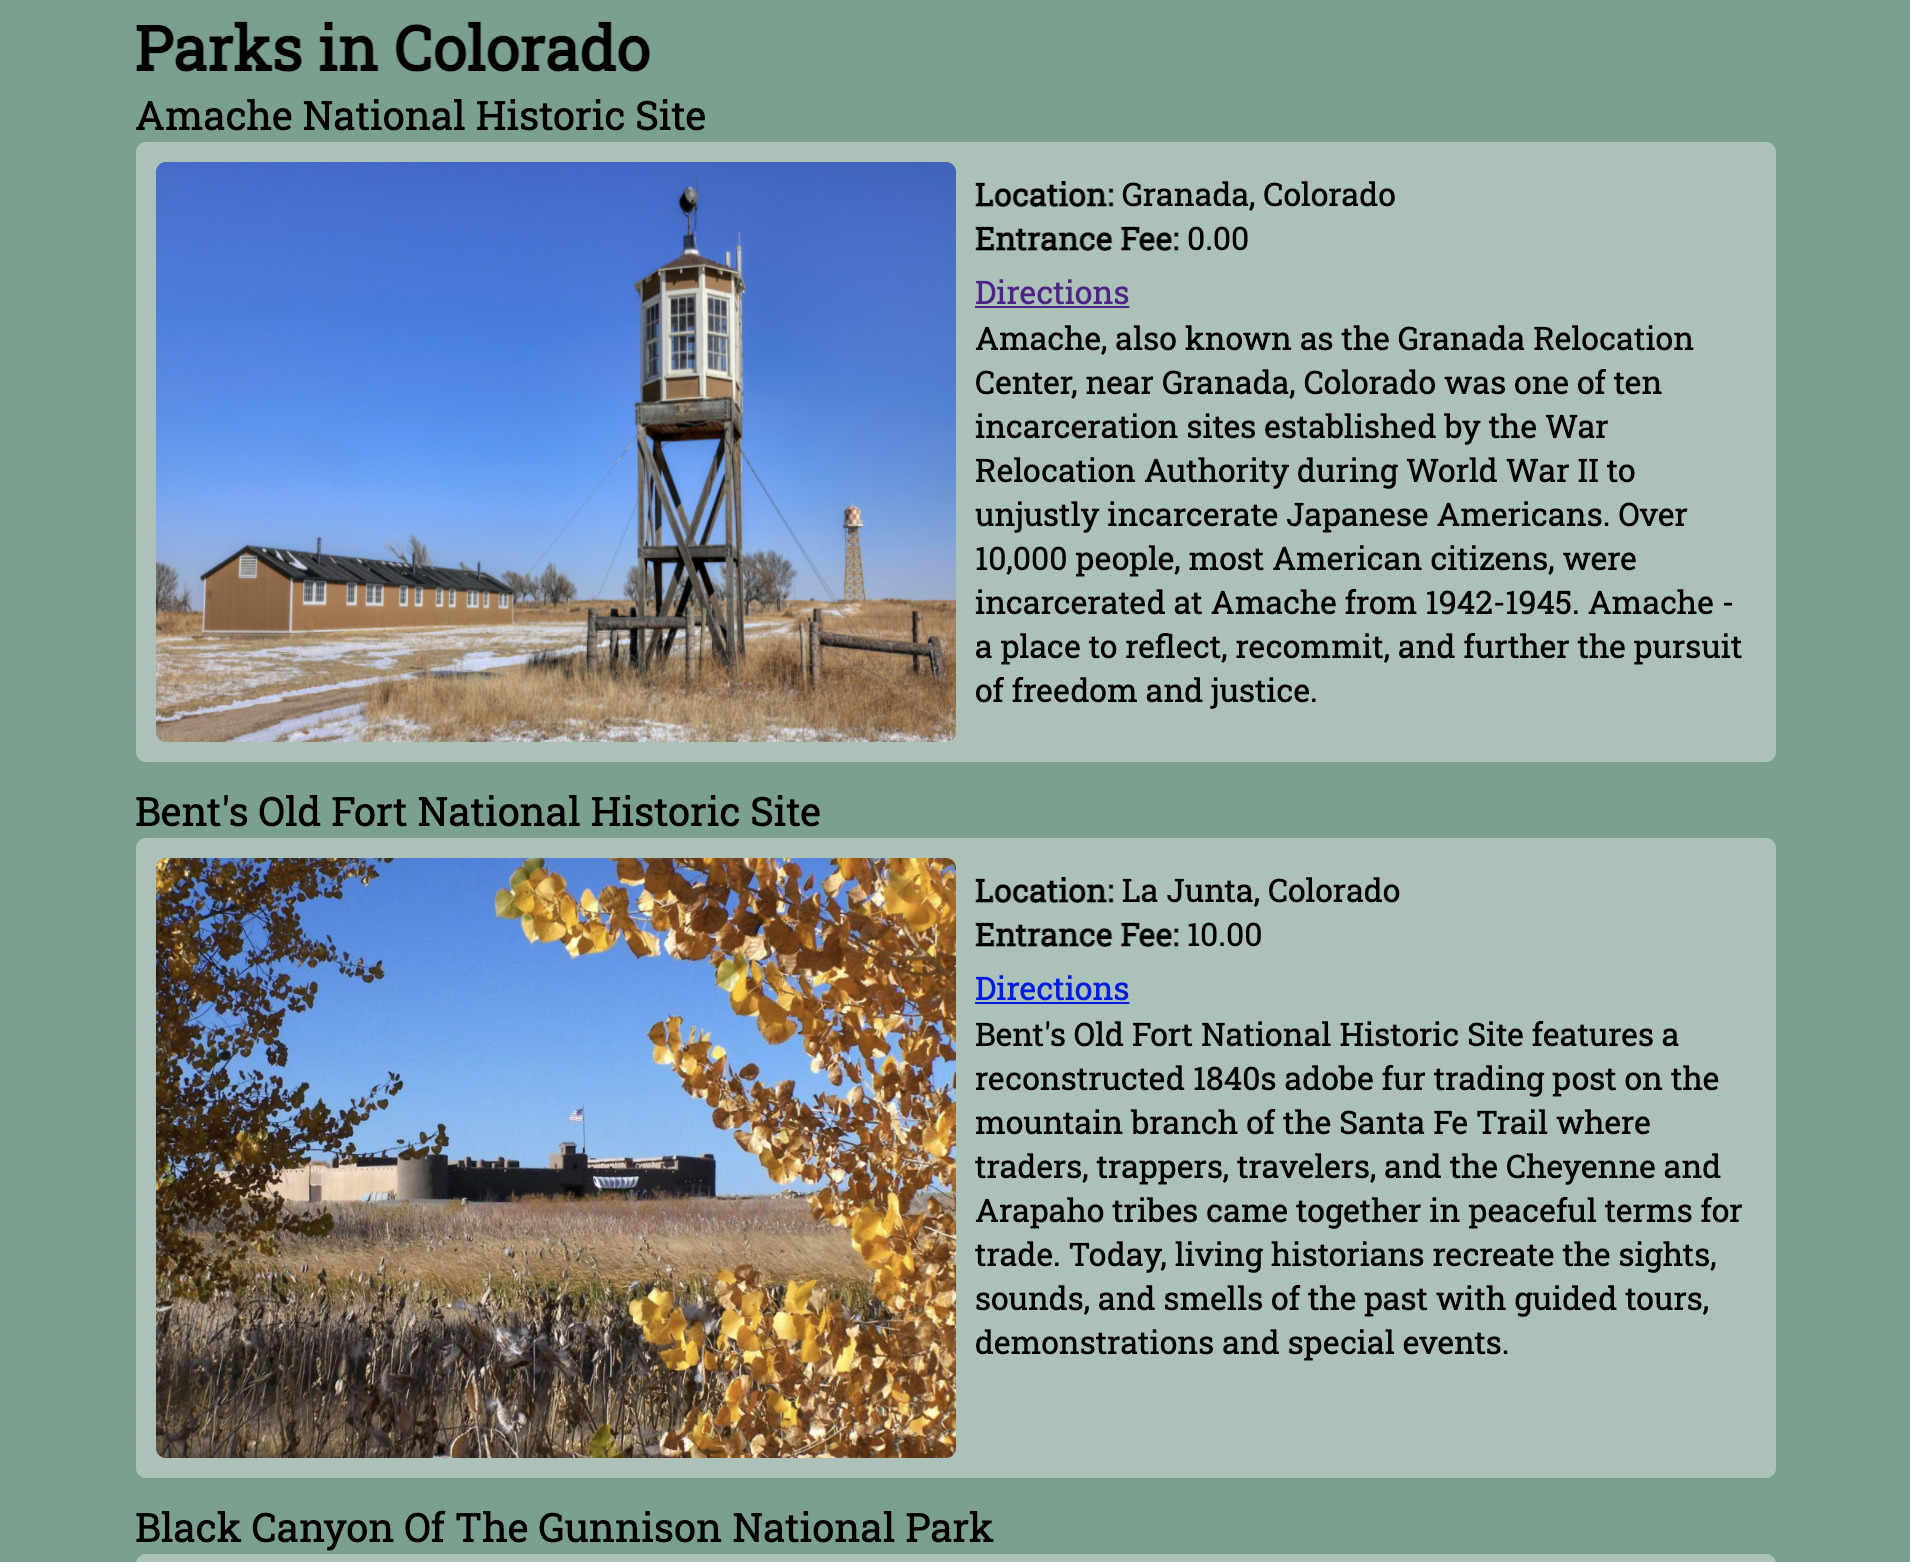 Parks in Colorado
Amache National Historic Site
Location: Granada, Colorado
Entrance Fee: 0.00
Directions
Amache, also known as the Granada Relocation
Center, near Granada, Colorado was one of ten
incarceration sites established by the War
Relocation Authority during World War II to
unjustly incarcerate Japanese Americans. Over
10,000 people, most American citizens, were
incarcerated at Amache from 1942-1945. Amache -
a place to reflect, recommit, and further the pursuit
of freedom and justice.
Bent's Old Fort National Historic Site
Location: La Junta, Colorado
Entrance Fee: 10.00
Directions
Bent's Old Fort National Historic Site features a
reconstructed 1840s adobe fur trading post on the
mountain branch of the Santa Fe Trail where
traders, trappers, travelers, and the Cheyenne and
Arapaho tribes came together in peaceful terms for
trade. Today, living historians recreate the sights,
sounds, and smells of the past with guided tours,
demonstrations and special events.
Black Canyon Of The Gunnison National Park